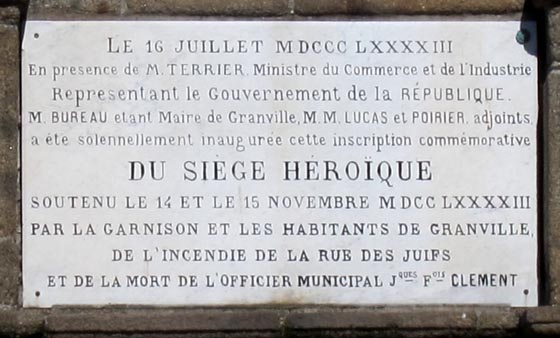 LE 16 JUILLET MDCCC LXXXXIII
En presence de M. TERRIER. Ministre du Commerce et de l'Industrie
Représentant le Gouvernement de la RÉPUBLIQUE.
M. BUREAU etant Maire de Granville, M.M. LUCAS et POIRIER. adjoints,
a été solennellement inaugurée cette inscription commémorative
DU SIÈGE HÉROÏQUE
SOUTENU LE 14 ET LE 15 NOVEMBRE MDCC LXXXXIII
PAR LA GARNISON ET LES HABITANTS DE GRANVILLE,
DE L'INCENDIE DE LA RUE DES JUIFS
ET DE LA MORT DE L'OFFICIER MUNICIPAL JQUES FOIS CLEMENT